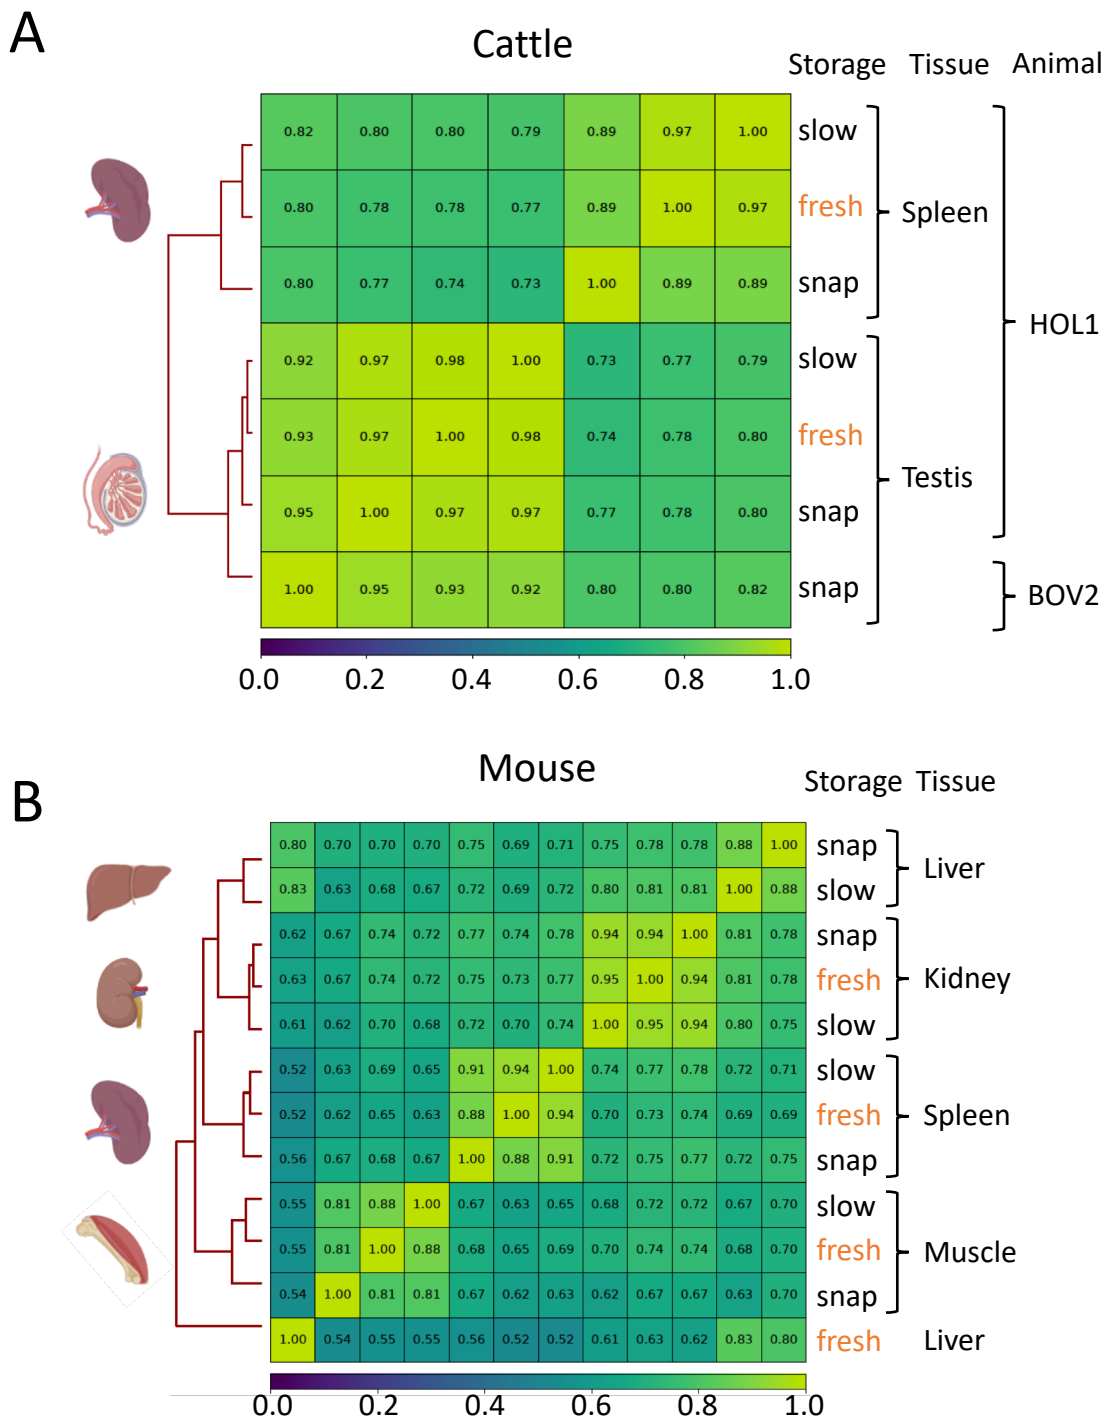 A
Cattle
Storage Tissue Animal
0.82 0.80 0.80 0.79 0.89 0.97 1.00 slow
0.80 0.78 0.78 0.77 0.89 1.00 0.97 fresh Spleen
0.80 0.77 0.74 0.73 1.00 0.89 0.89 snap
HOL1
0.92 0.97 0.98 1.00 0.73 0.77 0.79 slow
0.93 0.97 1.00 0.98 0.74 0.78 0.80 fresh
Testis
0.95 1.00 0.97 0.97 0.77 0.78 0.80 snap
1.00 0.95 0.93 0.92 0.80 0.80 0.82 snap BOV2
0.0 0.2 0.4 0.6 0.8 1.0
B
Mouse
Storage Tissue
0.80 0.70 0.70 0.70 0.75 0.69 0.71 0.75 0.78 0.78 0.88 1.00 snap
Liver
0.83 0.63 0.68 0.67 0.72 0.69 0.72 0.80 0.81 0.81 1.00 0.88 slow
0.62 0.67 0.74 0.72 0.77 0.74 0.78 0.94 0.94 1.00 0.81 0.78 snap
0.63 0.67 0.74 0.72 0.75 0.73 0.77 0.95 1.00 0.94 0.81 0.78 fresh Kidney
0.61 0.62 0.70 0.68 0.72 0.70 0.74 1.00 0.95 0.94 0.80 0.75 slow
0.52 0.63 0.69 0.65 0.91 0.94 1.00 0.74 0.77 0.78 0.72 0.71 slow
0.52 0.62 0.65 0.63 0.88 1.00 0.94 0.70 0.73 0.74 0.69 0.69 fresh Spleen
0.56 0.67 0.68 0.67 1.00 0.88 0.91 0.72 0.75 0.77 0.72 0.75 snap
0.55 0.81 0.88 1.00 0.67 0.63 0.65 0.68 0.72 0.72 0.67 0.70 slow
0.55 0.81 1.00 0.88 0.68 0.65 0.69 0.70 0.74 0.74 0.68 0.70 fresh Muscle
0.54 1.00 0.81 0.81 0.67 0.62 0.63 0.62 0.67 0.67 0.63 0.70 snap
1.00 0.54 0.55 0.55 0.56 0.52 0.52 0.61 0.63 0.62 0.83 0.80 fresh Liver
0.0 0.2 0.4 0.6 0.8 1.0